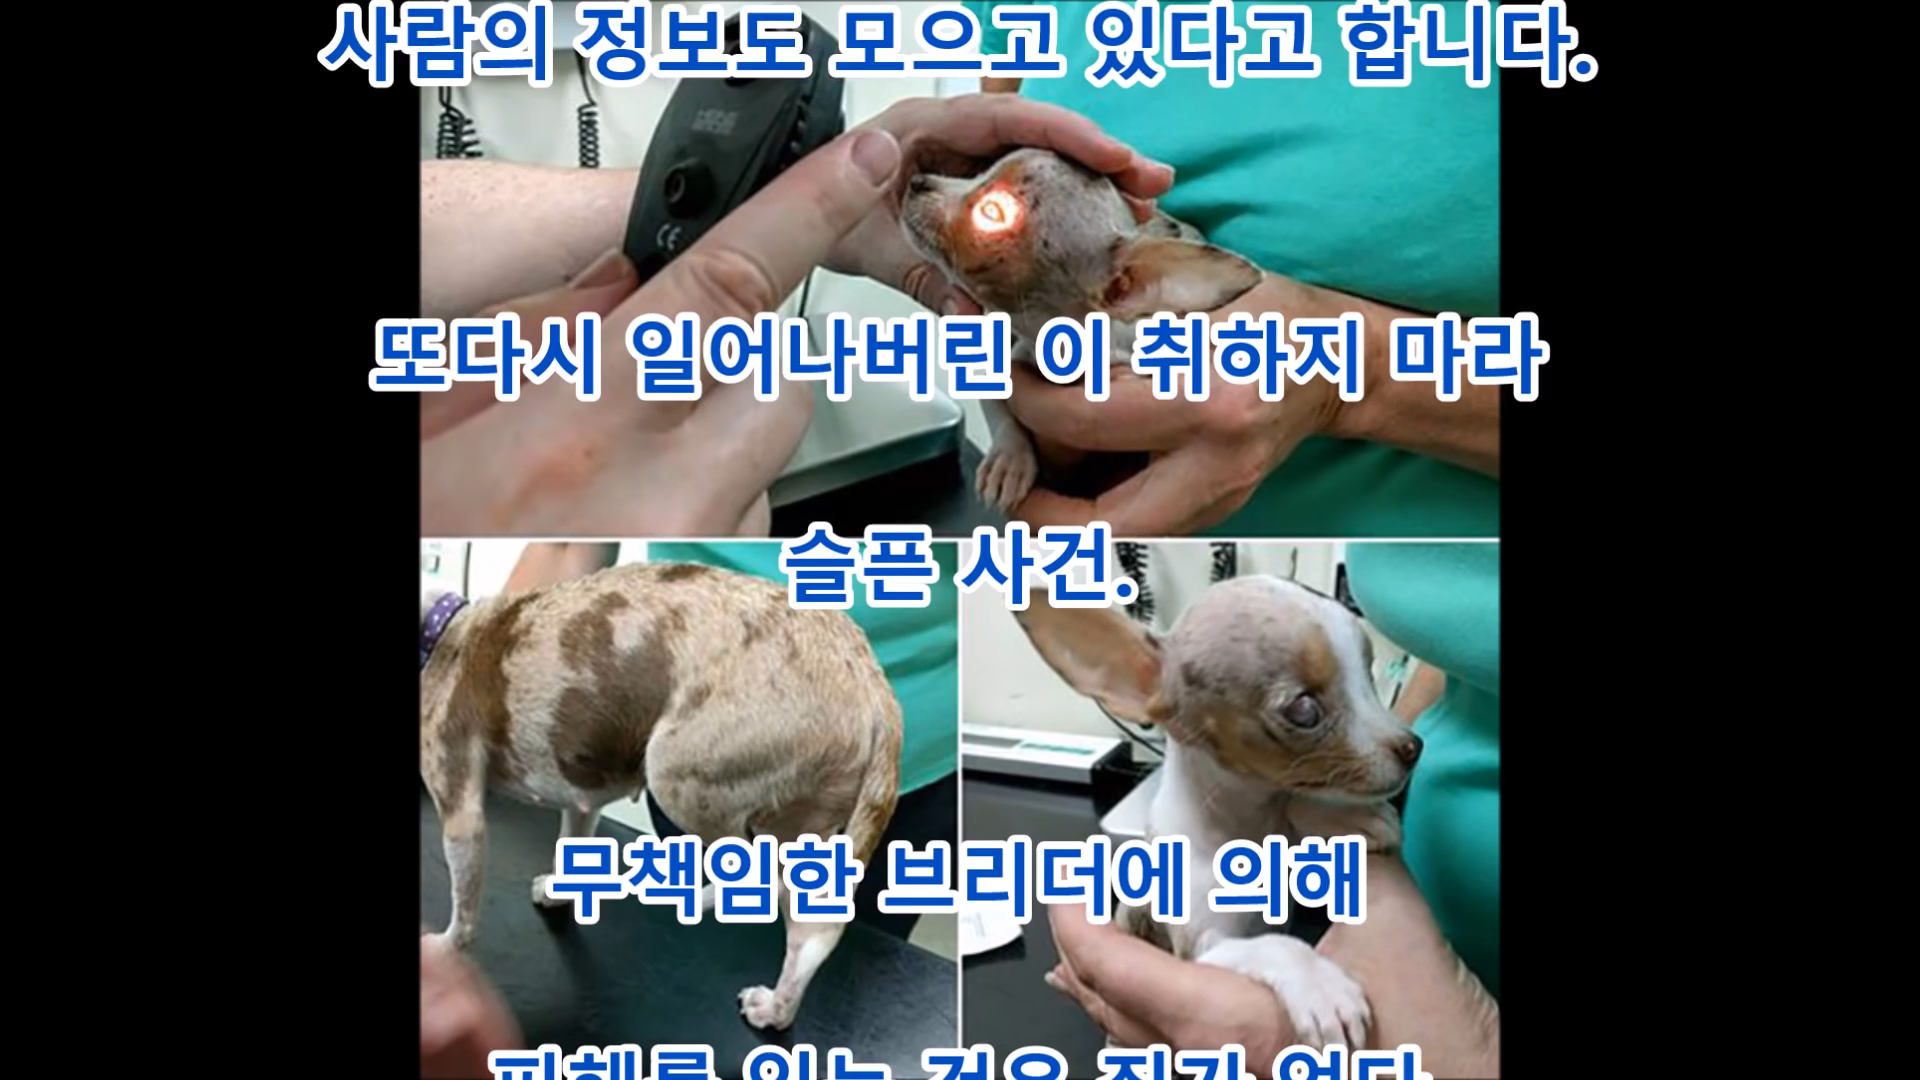 사람의 정보도 모으고 있다고 합니다.
CE
또다시 일어나버린 이 취하지 마라
슬픈 사건.
무책임한 브리더에 의해